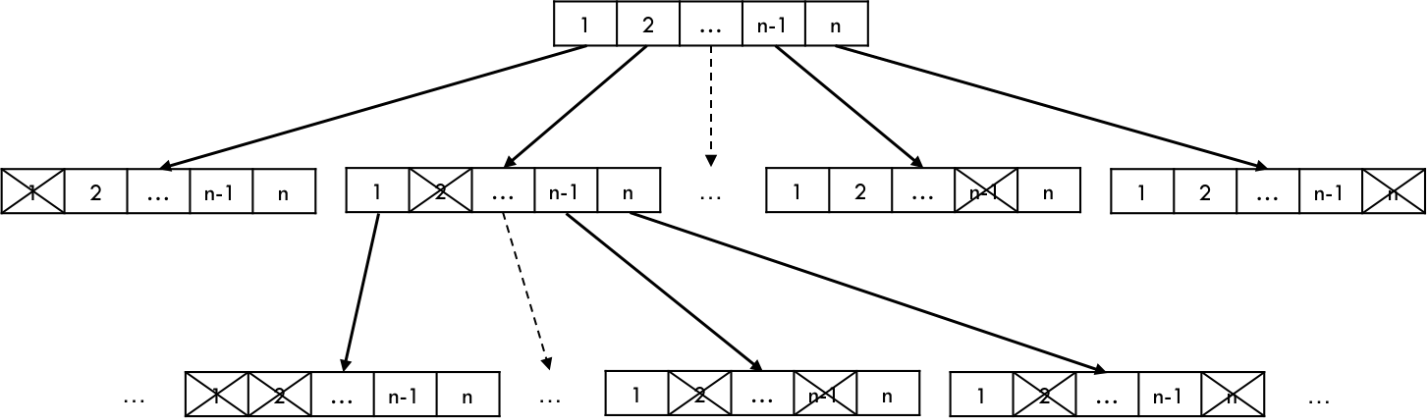 1 2 ... n-1 n
1 2 ... n-1 n 1 2 ... n-1 n ... 1 2 ... n-1 n 1 2 ... n-1 n
... 1 2 ... n-1 n ... 1 2 ... n-1 n 1 2 ... n-1 n ...